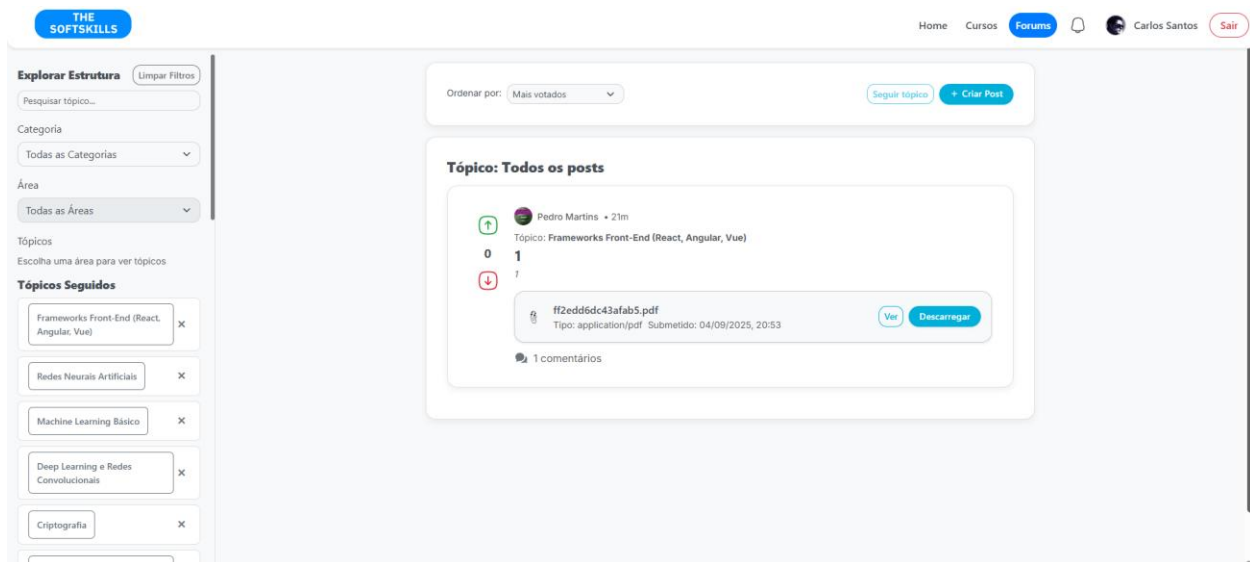 THE
SOFTSKILLS
Home Cursos Forums Carlos Santos Sair
Explorar Estrutura Limpar Filtros
Pesquisar tópico...
Categoria
Todas as Categorias
Área
Todas as Áreas
Tópicos
Escolha uma área para ver tópicos
Tópicos Seguidos
Frameworks Front-End (React,
Angular, Vue)
Redes Neurais Artificiais
Machine Learning Básico
Deep Learning e Redes
Convolucionais
Criptografia
Ordenar por: Mais votados Seguir tópico + Criar Post
Tópico: Todos os posts
Pedro Martins • 21m
Tópico: Frameworks Front-End (React, Angular, Vue)
0
1
1
ff2edd6dc43afab5.pdf
Tipo: application/pdf Submetido: 04/09/2025, 20:53
Ver Descarregar
1 comentários